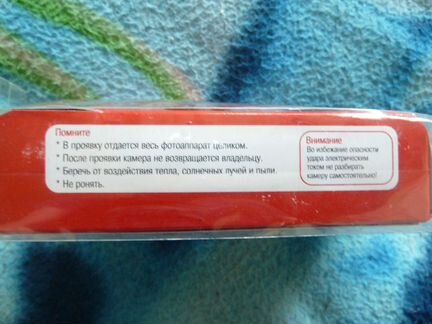 Помните
* В проявку отдается весь фотоаппарат целиком.
* После проявки камера не возвращается владельцу.
* Беречь от воздействия тепла, солнечных лучей и пыли.
* Не ронять.
Внимание
Во избежание опасности
удара электрическим
током не разбирать
камеру самостоятельно!